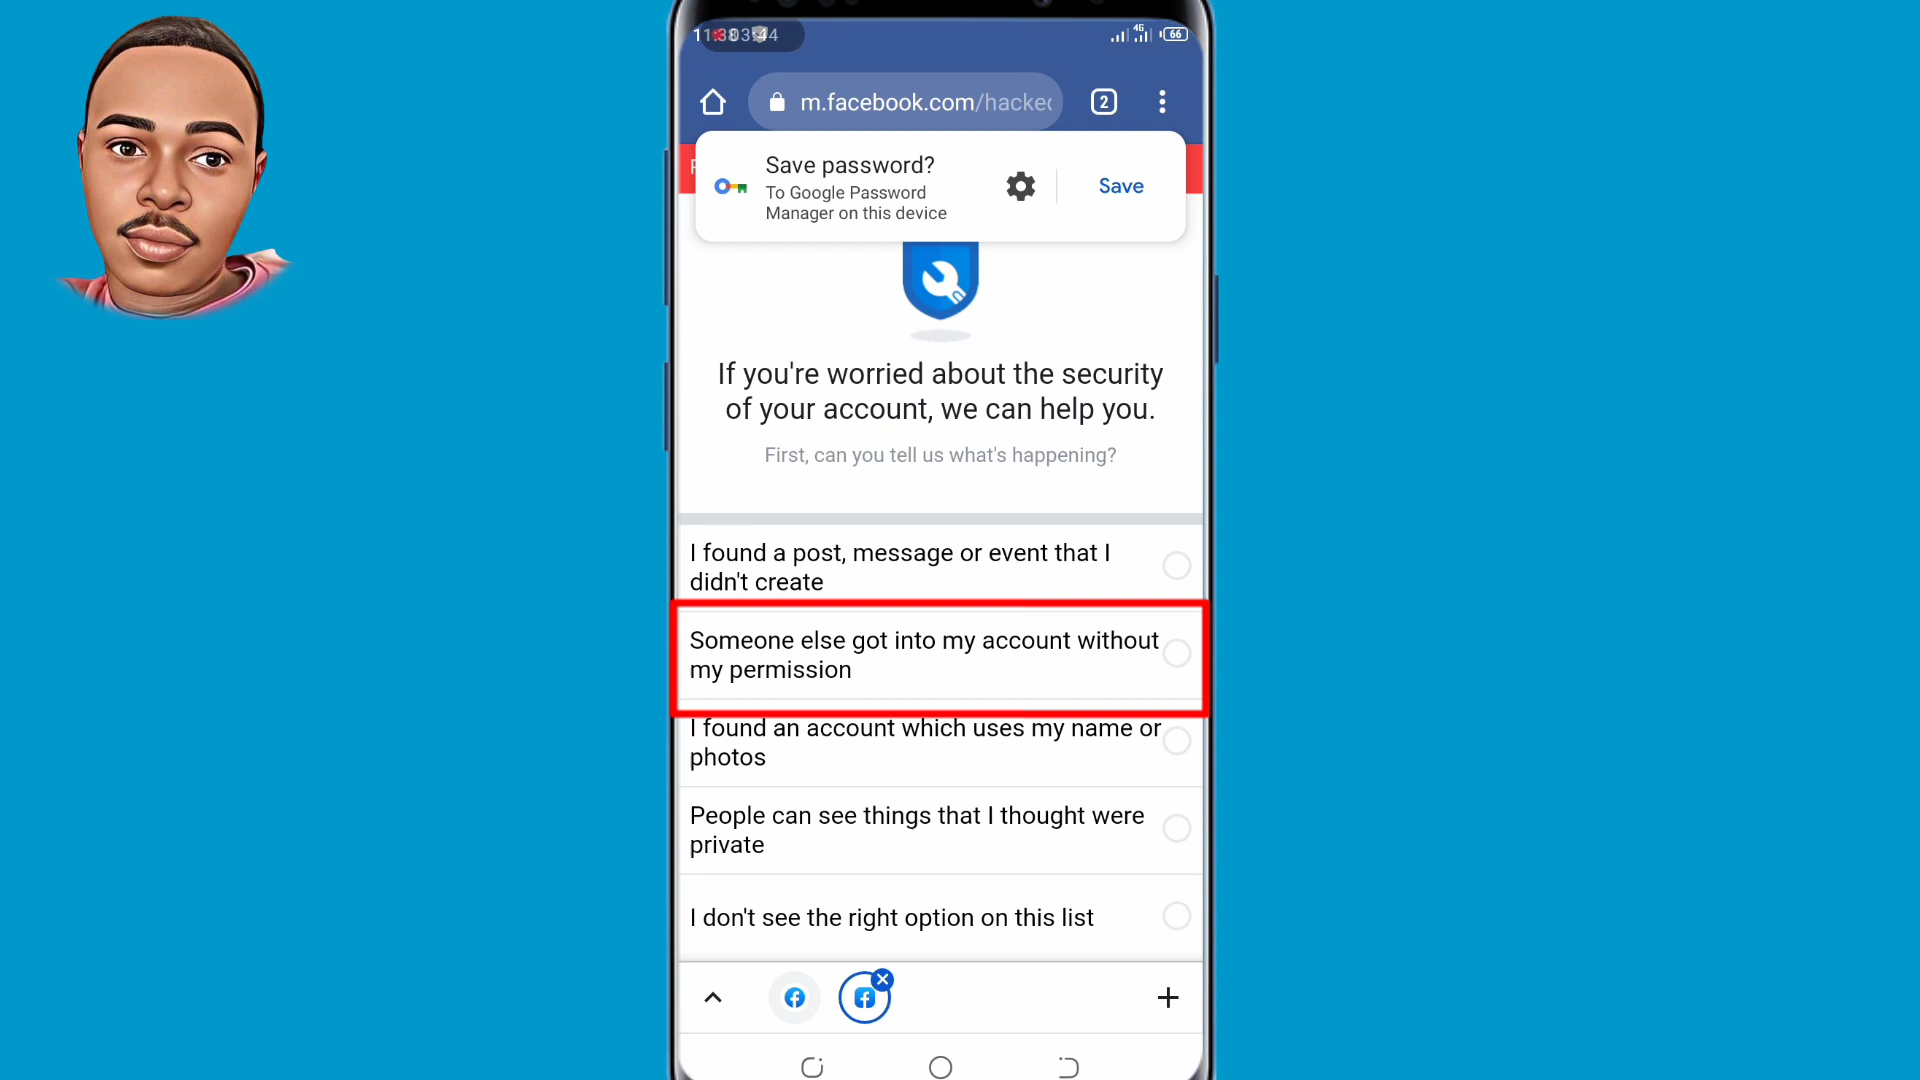 4G
66
m.facebook.com/hacked
2
Save password?
To Google Password
Manager on this device
Save
If you're worried about the security
of your account, we can help you.
First, can you tell us what's happening?
I found a post, message or event that I
didn't create
Someone else got into my account without
my permission
I found an account which uses my name or
photos
People can see things that I thought were
private
I don't see the right option on this list